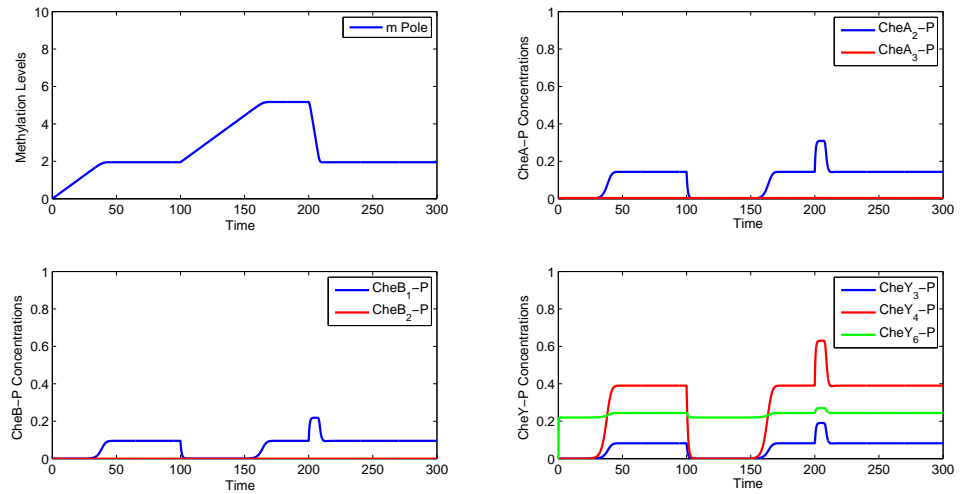 m Pole
Methylation Levels
10
8
6
4
2
0
0 50 100 150 200 250 300
Time
CheA2−P
CheA3−P
CheA−P Concentrations
1
0.8
0.6
0.4
0.2
0
0 50 100 150 200 250 300
Time
CheB1−P
CheB2−P
CheB−P Concentrations
1
0.8
0.6
0.4
0.2
0
0 50 100 150 200 250 300
Time
CheY3−P
CheY4−P
CheY6−P
CheY−P Concentrations
1
0.8
0.6
0.4
0.2
0
0 50 100 150 200 250 300
Time